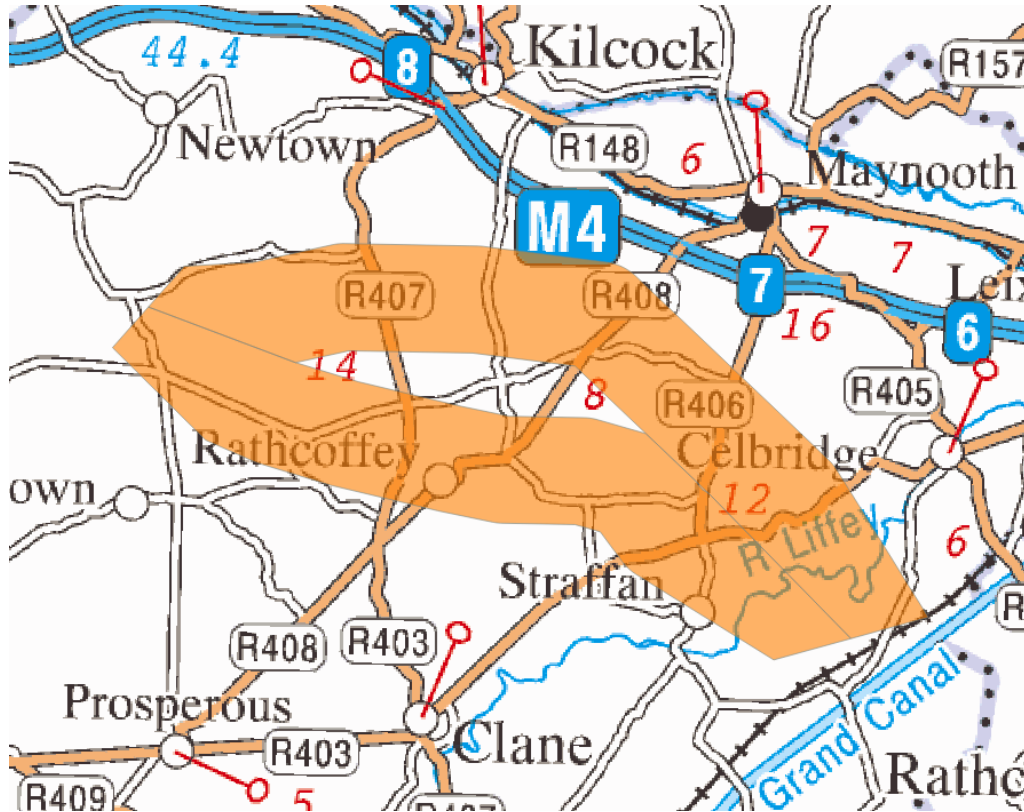 44.4
8
Kilcock
R157
Newtown
R148
6
Maynooth
M4
7
7
R407
R408
7
16
Leix
6
14
8
R406
R405
Rathcoffey
Celbridge
own
12
R Liffey
6
Straffan
R
R408
R403
Prosperous
Grand Canal
R403
Clane
Rathc
R409
5